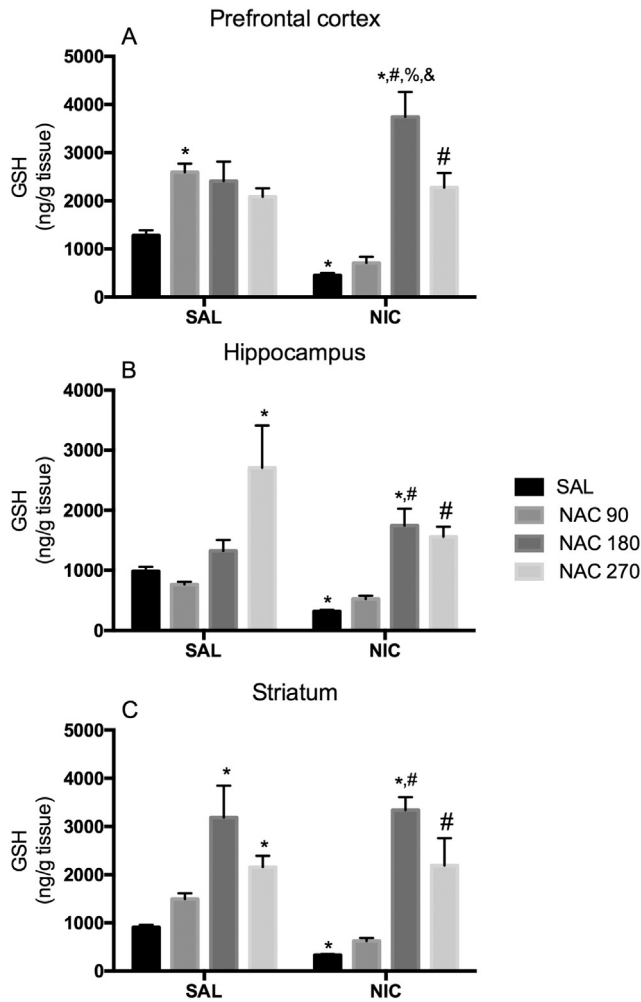 Prefrontal cortex
A
5000
4000
3000
2000
1000
0
GSH
(ng/g tissue)
*
*
*,#,%,&
#
SAL
NIC
Hippocampus
B
4000
3000
2000
1000
0
GSH
(ng/g tissue)
*
*
*,#
#
SAL
NIC
SAL
NAC 90
NAC 180
NAC 270
Striatum
C
5000
4000
3000
2000
1000
0
GSH
(ng/g tissue)
*
*
*
*,#
#
SAL
NIC